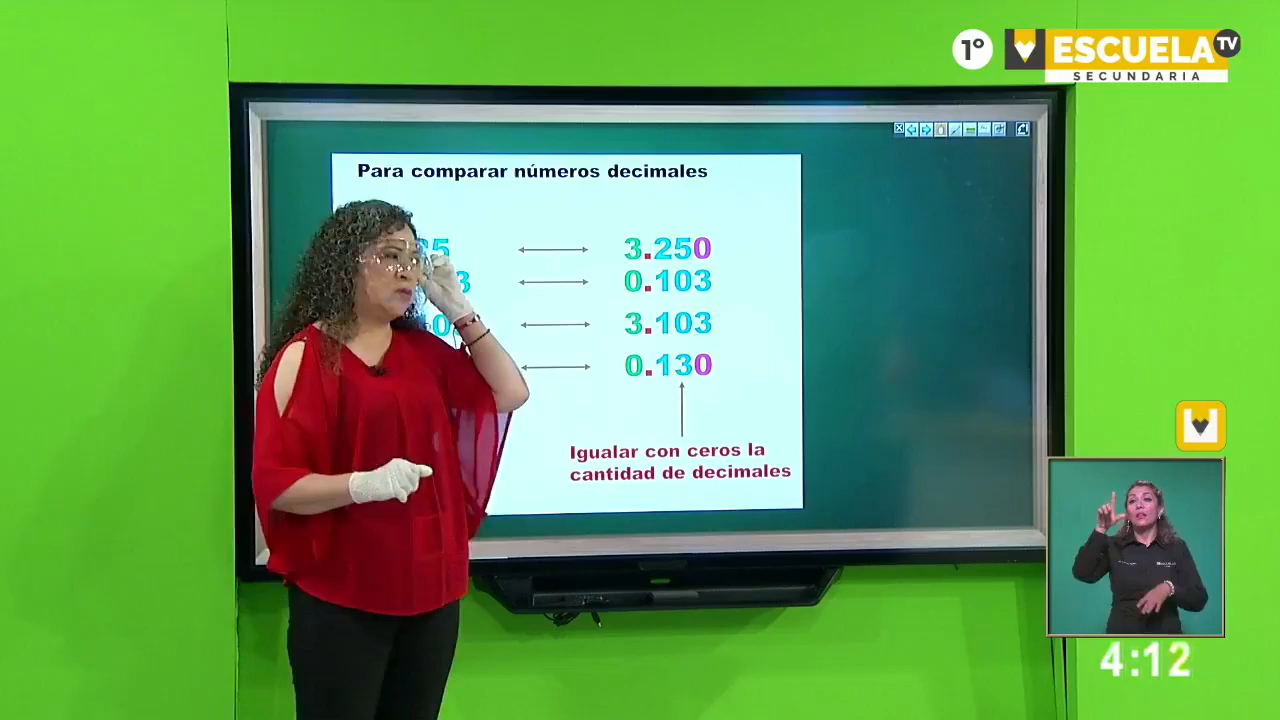 1º
ESCUELA TV
SECUNDARIA
Para comparar números decimales
3.250
0.103
3.103
0.130
Igualar con ceros la
cantidad de decimales
4:12